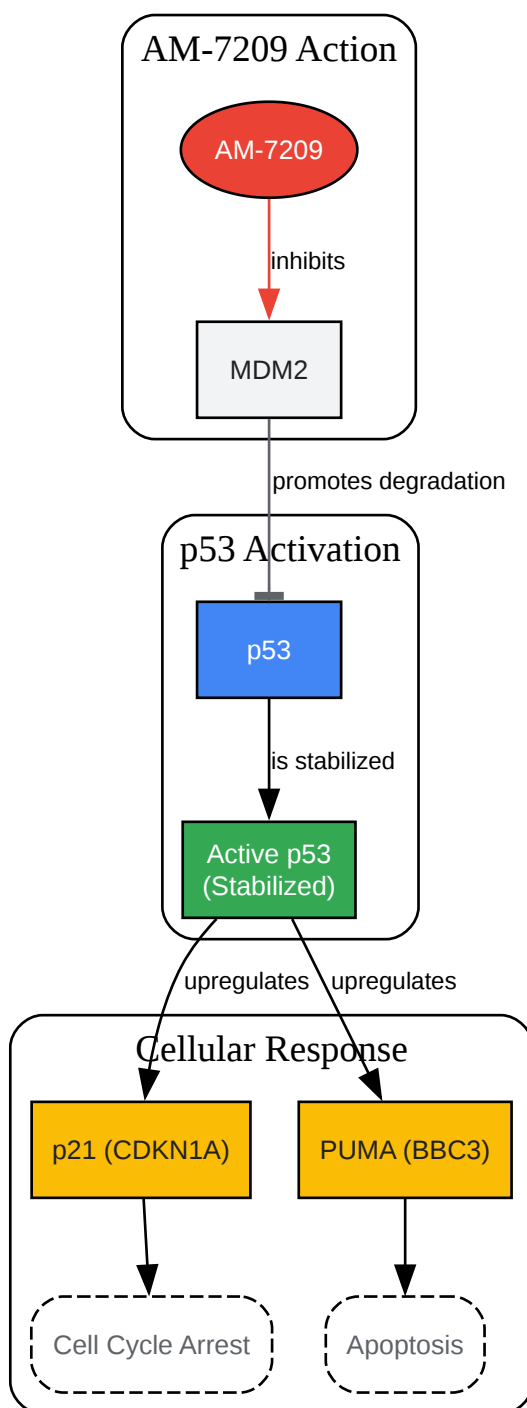 AM-7209 Action
AM-7209
inhibits
MDM2
promotes degradation
p53 Activation
p53
is stabilized
Active p53
(Stabilized)
upregulates
upregulates
Cellular Response
p21 (CDKN1A)
PUMA (BBC3)
Cell Cycle Arrest
Apoptosis